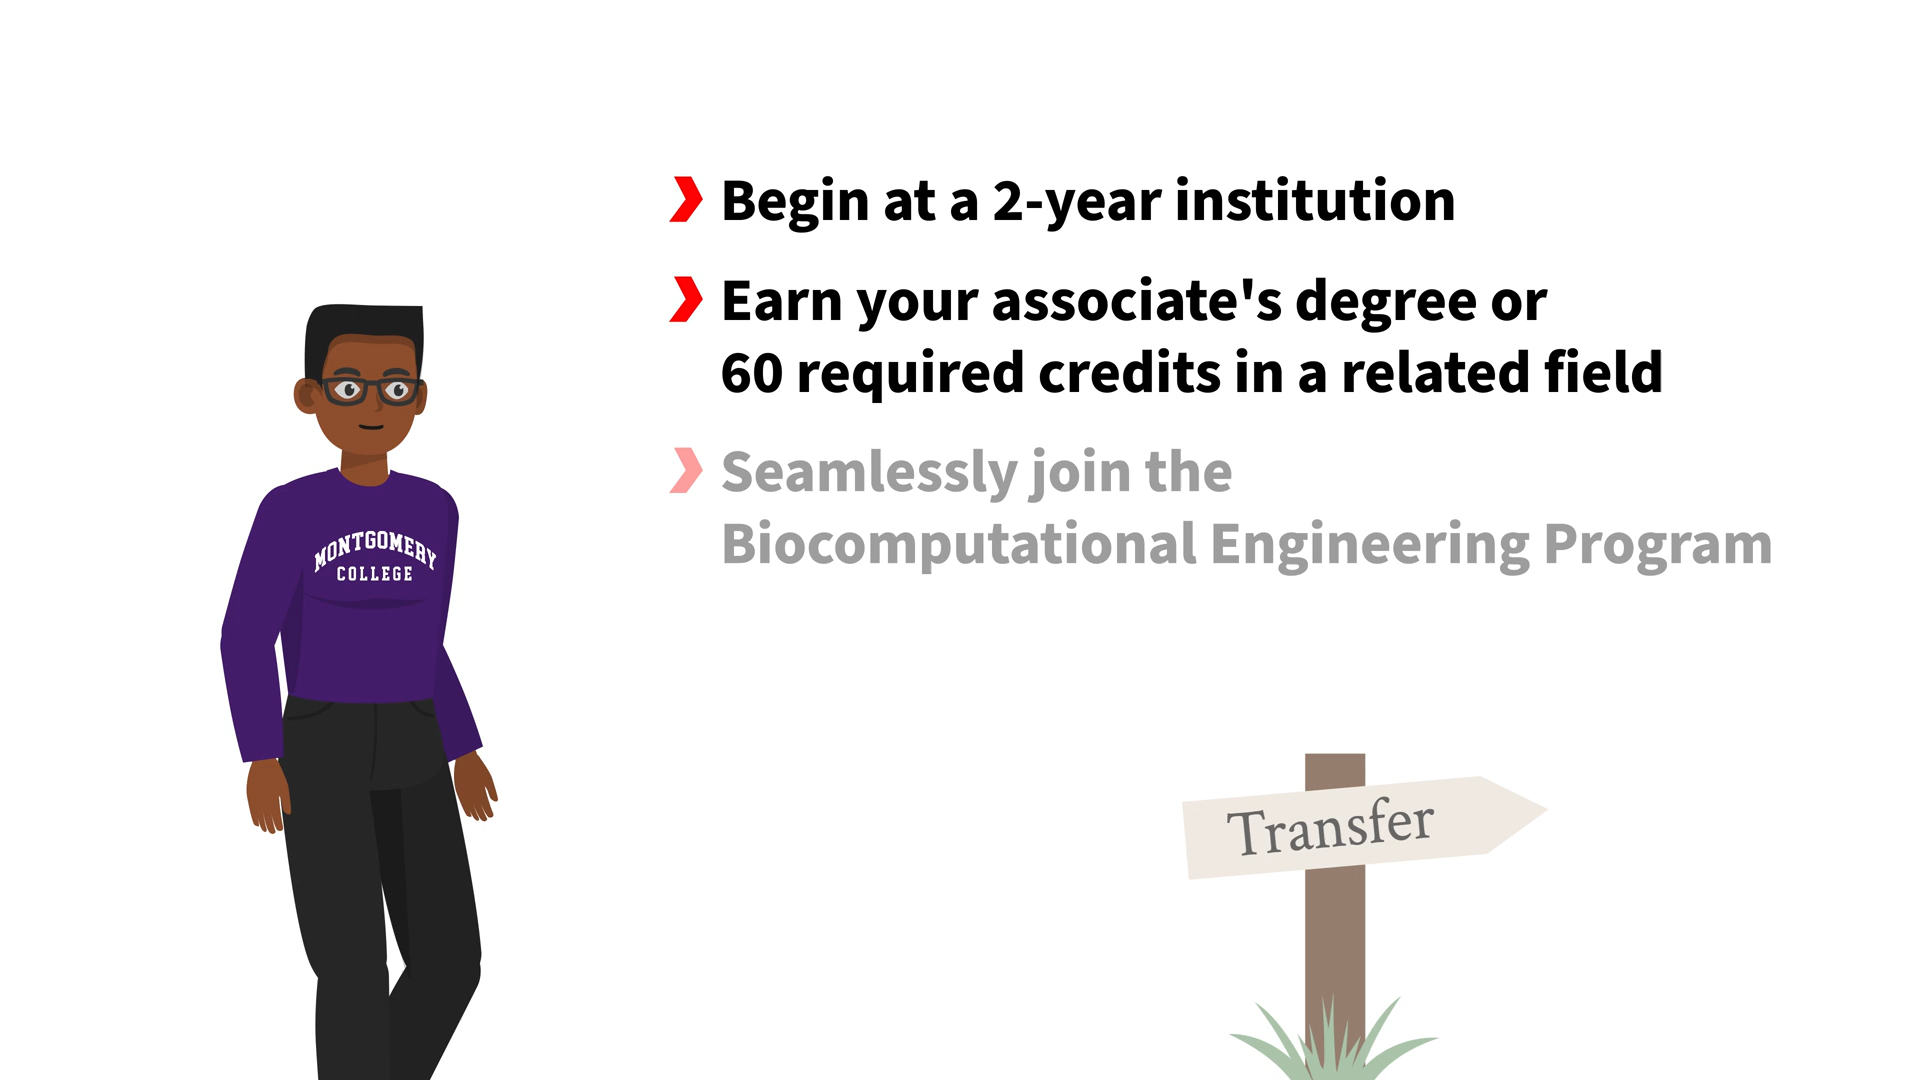 Begin at a 2-year institution
Earn your associate's degree or
60 required credits in a related field
Seamlessly join the
Biocomputational Engineering Program
MONTGOMERY
COLLEGE
Transfer